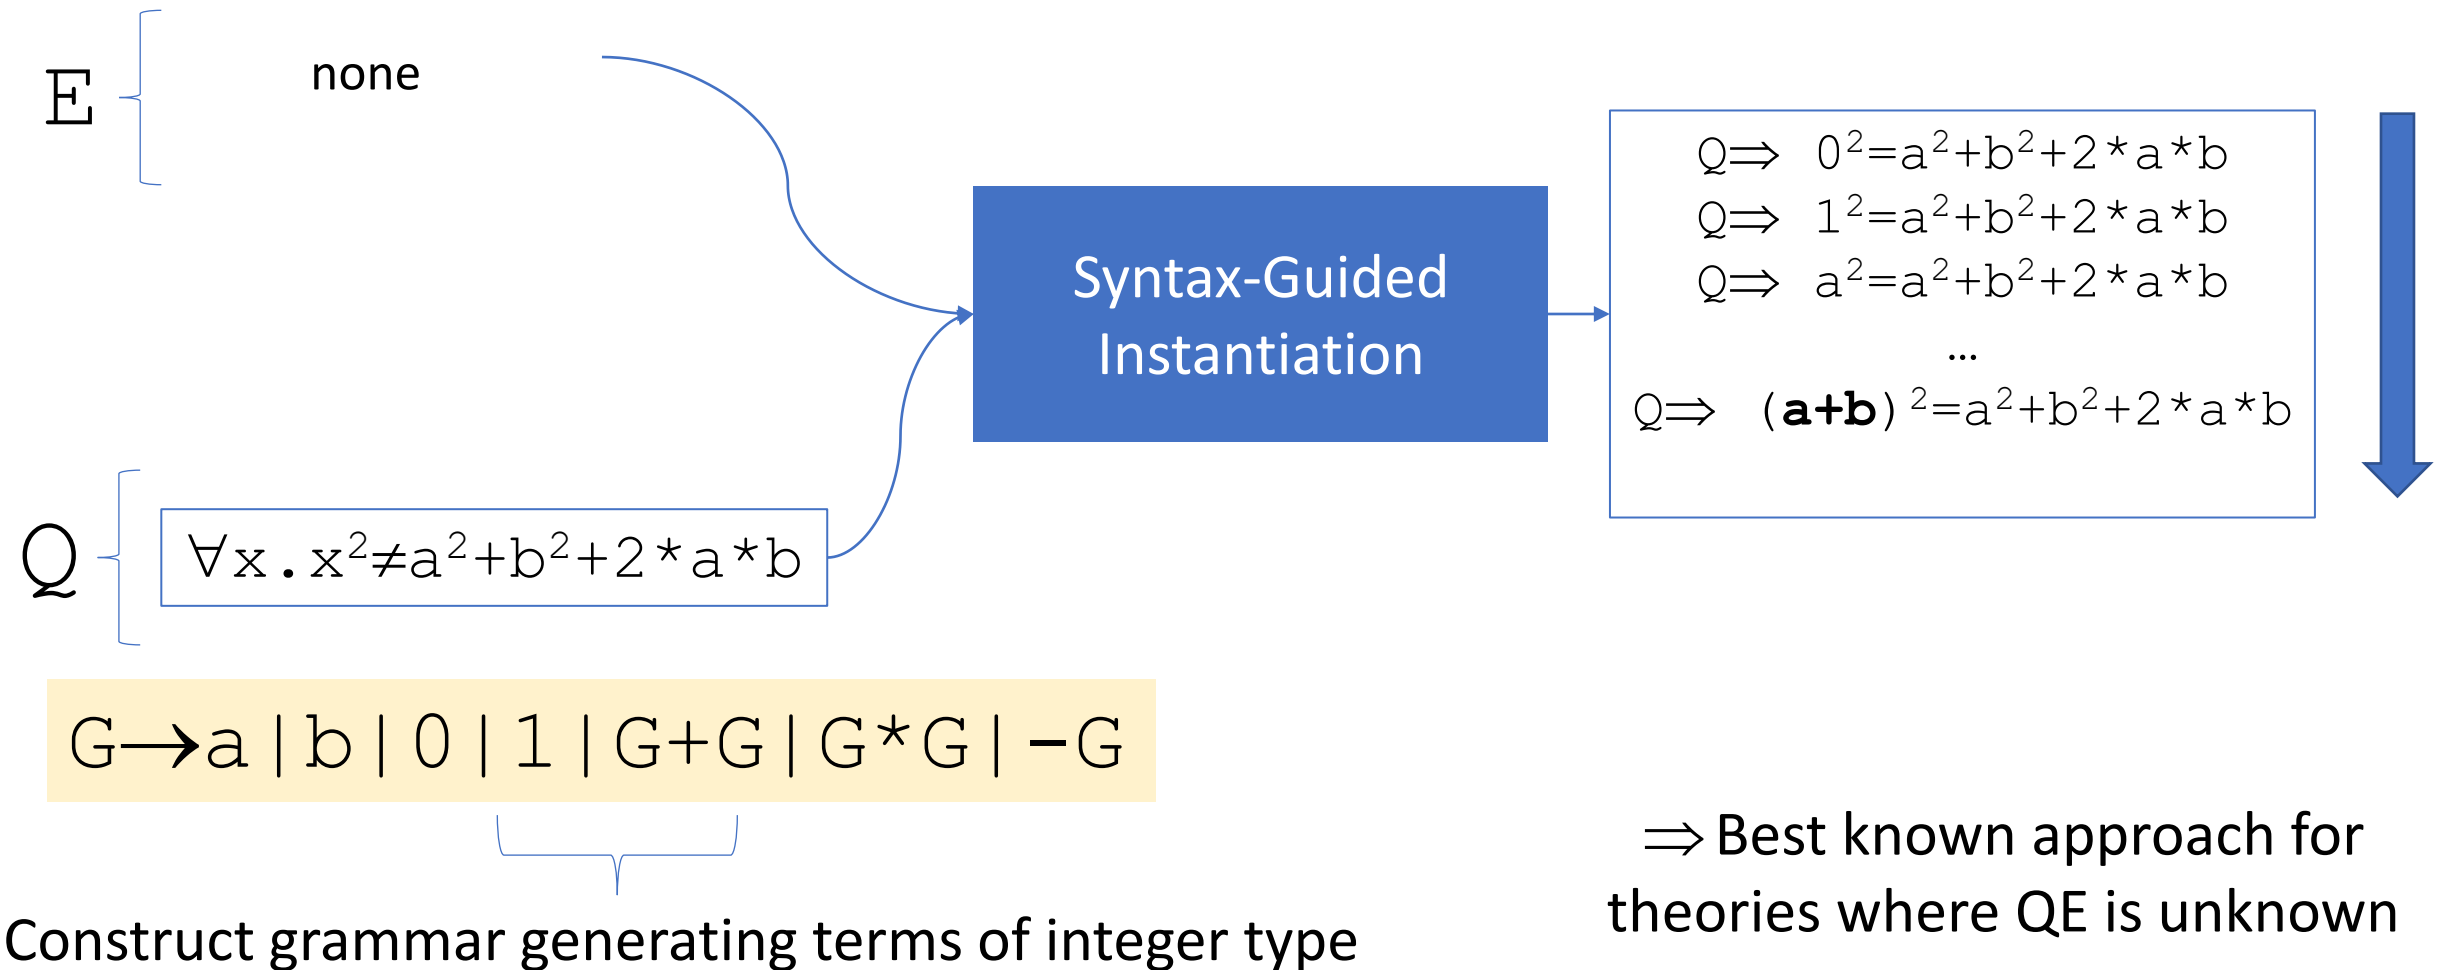 E
none
Syntax-Guided
Instantiation
Q⇒ 0²=a²+b²+2*a*b
Q⇒ 1²=a²+b²+2*a*b
Q⇒ a²=a²+b²+2*a*b
…
Q⇒ (a+b)²=a²+b²+2*a*b
Q
∀x.x²≠a²+b²+2*a*b
G→a|b|0|1|G+G|G*G|-G
Construct grammar generating terms of integer type
⇒ Best known approach for
theories where QE is unknown